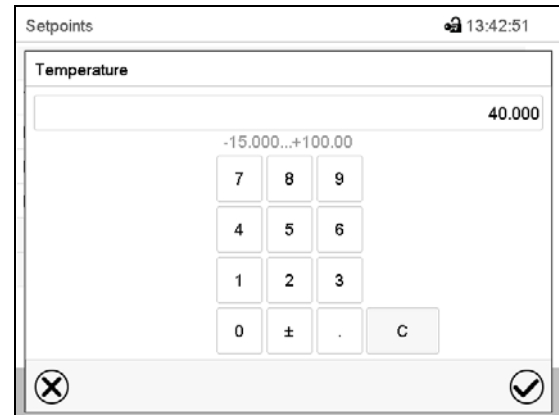 Setpoints 13:42:51
Temperature
40.000
-15.000...+100.00
7 8 9
4 5 6
1 2 3
0 ± . C